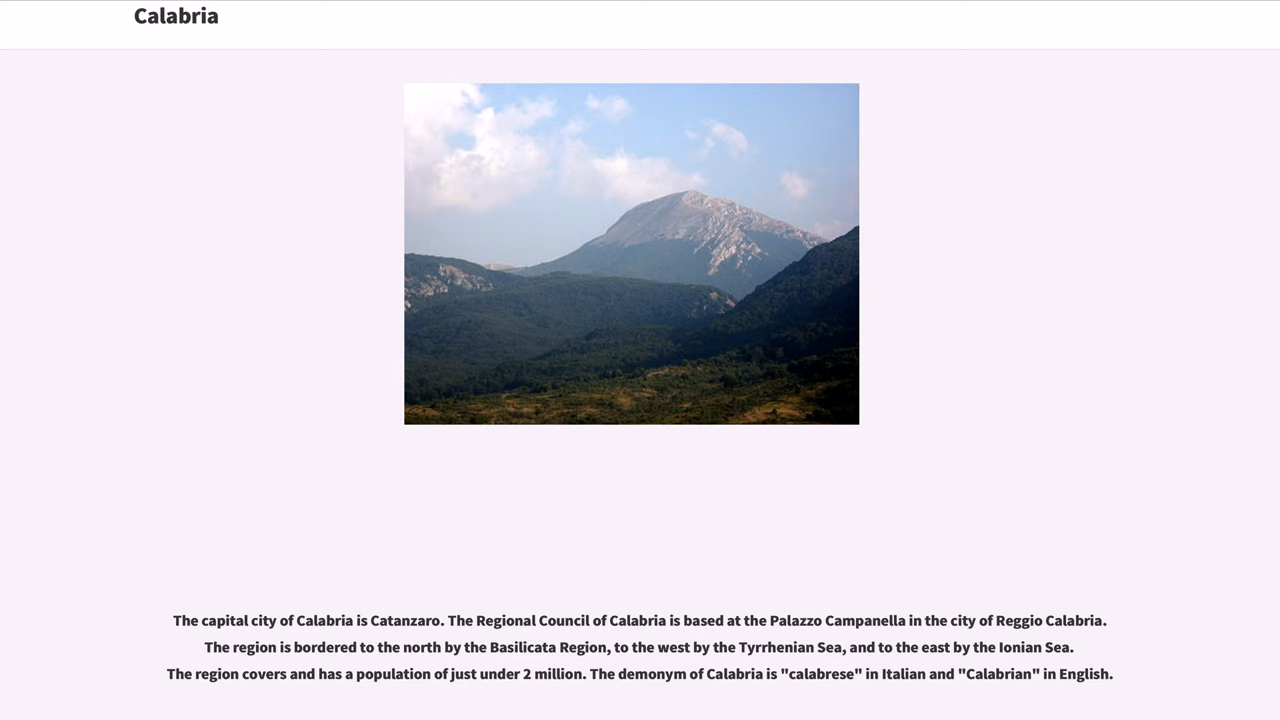 Calabria
The capital city of Calabria is Catanzaro. The Regional Council of Calabria is based at the Palazzo Campanella in the city of Reggio Calabria.
The region is bordered to the north by the Basilicata Region, to the west by the Tyrrhenian Sea, and to the east by the Ionian Sea.
The region covers and has a population of just under 2 million. The demonym of Calabria is "calabrese" in Italian and "Calabrian" in English.